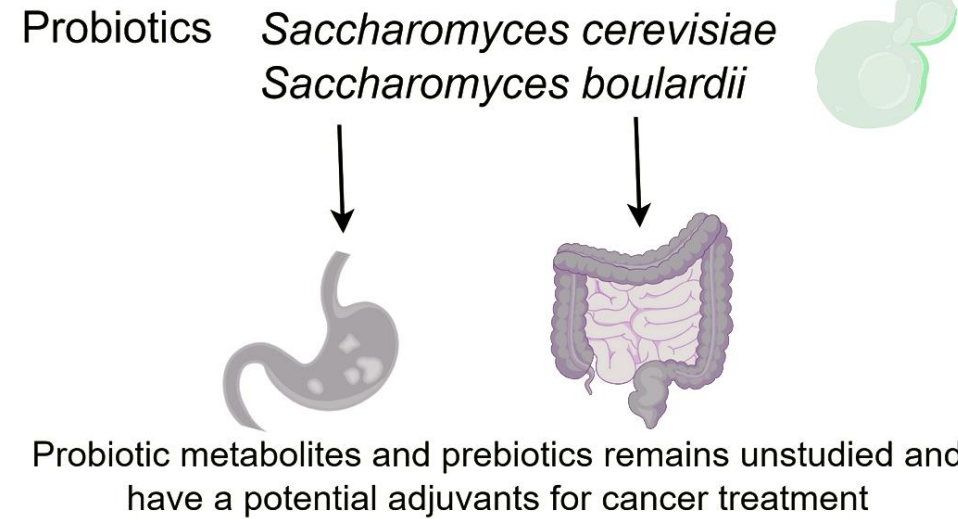 Probiotics Saccharomyces cerevisiae
Saccharomyces boulardii
Probiotic metabolites and prebiotics remains unstudied and
have a potential adjuvants for cancer treatment